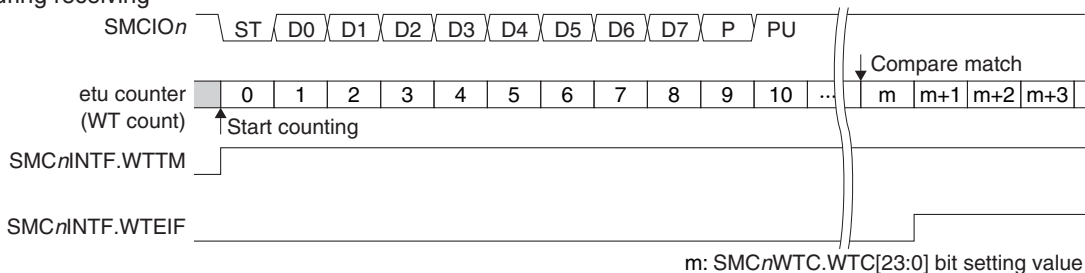 during receiving
SMCIOn ST D0 D1 D2 D3 D4 D5 D6 D7 P PU
Compare match
etu counter 0 1 2 3 4 5 6 7 8 9 10 ... m m+1 m+2 m+3
(WT count) Start counting
SMCnINTF.WTTM
SMCnINTF.WTEIF
m: SMCnWTC.WTC[23:0] bit setting value